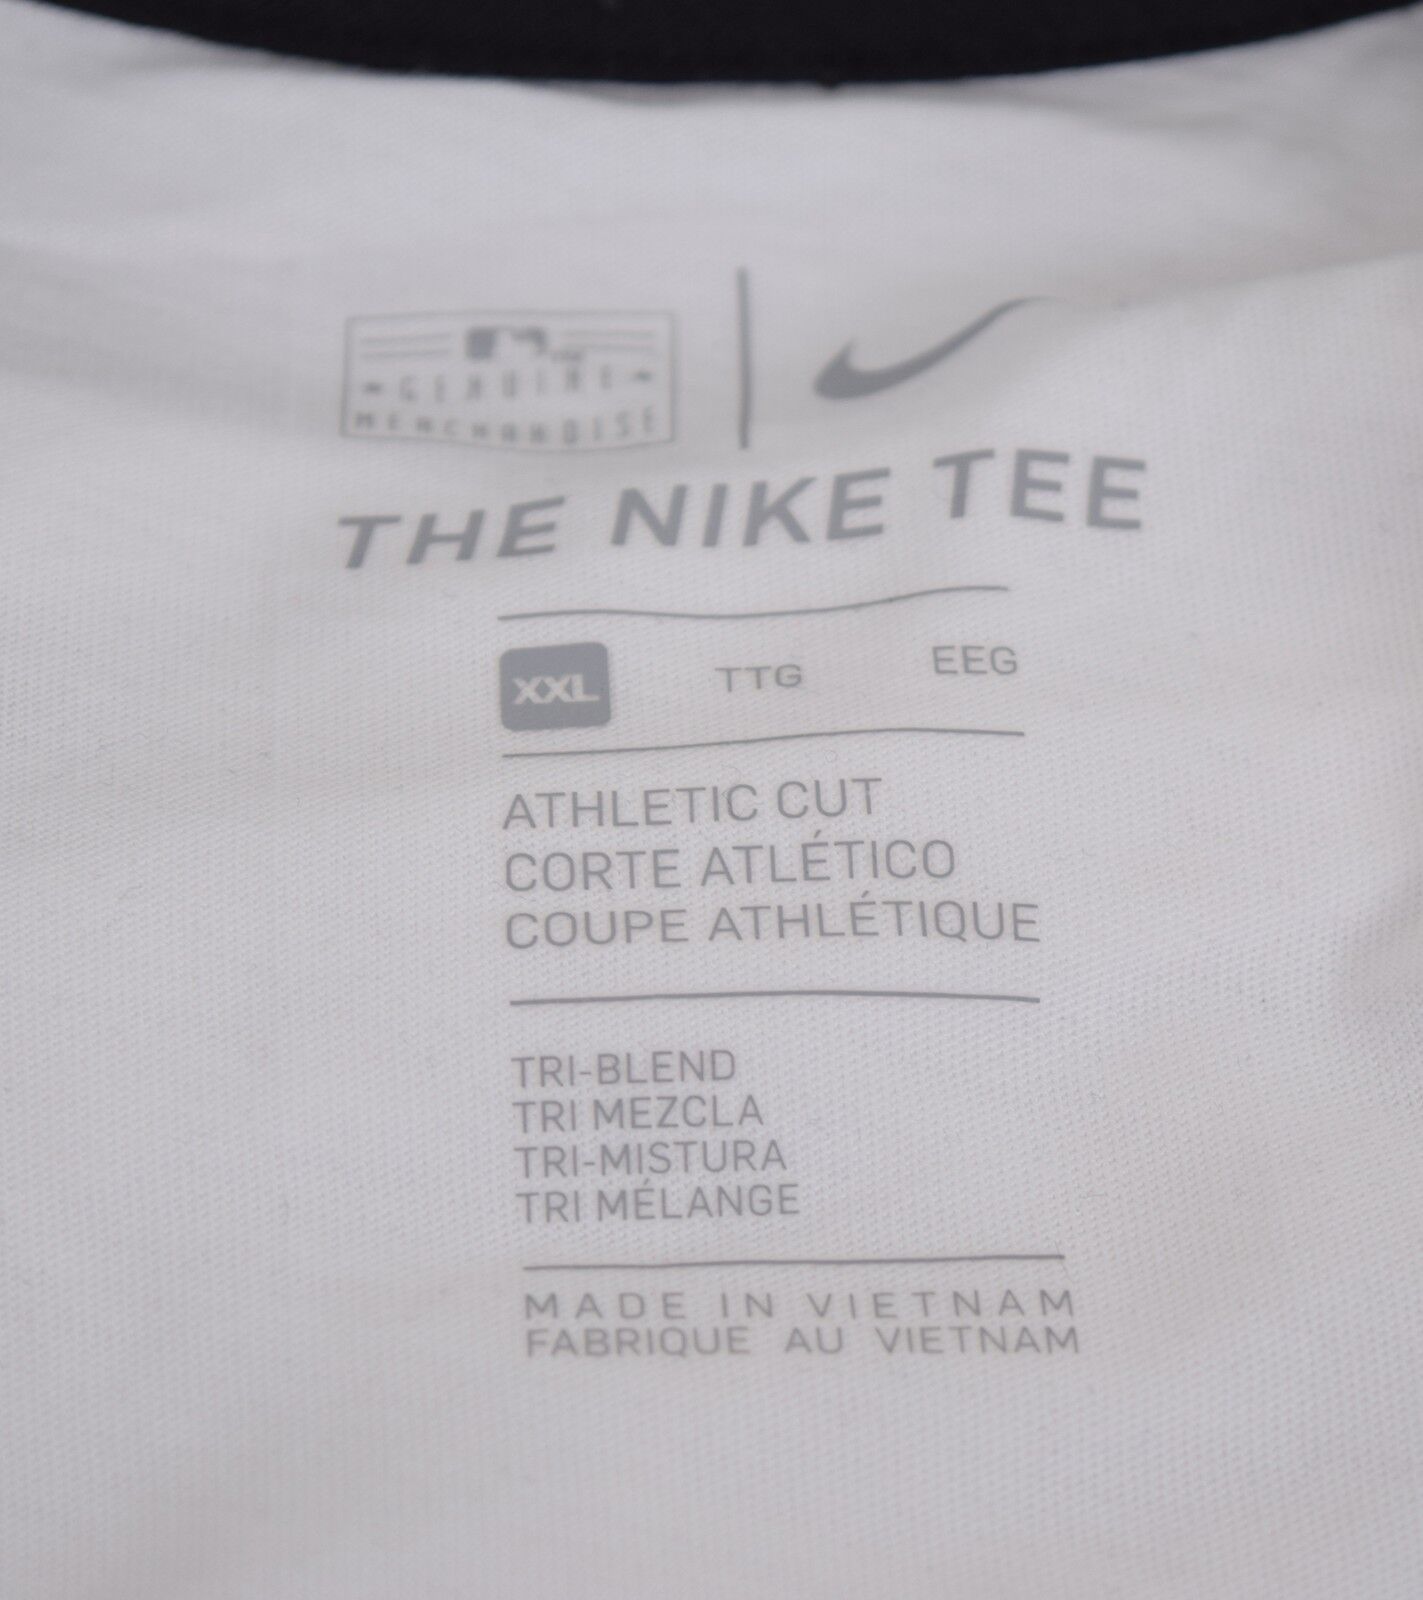 GENUINE
MERCHANDISE
THE NIKE TEE
XXL TTG EEG
ATHLETIC CUT
CORTE ATLÉTICO
COUPE ATHLÉTIQUE
TRI-BLEND
TRI MEZCLA
TRI-MISTURA
TRI MÉLANGE
MADE IN VIETNAM
FABRIQUE AU VIETNAM